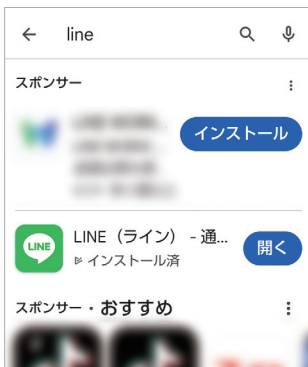 line
スポンサー
インストール
LINE
LINE（ライン） - 通...
インストール済
開く
スポンサー・おすすめ